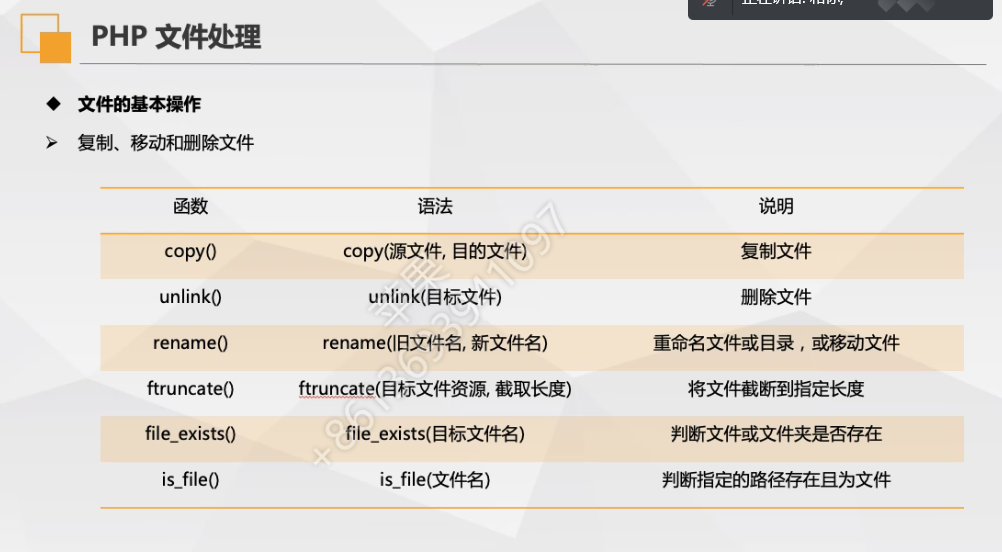 PHP 文件处理
◆ 文件的基本操作
➢ 复制、移动和删除文件
函数 语法 说明
copy() copy(源文件, 目的文件) 复制文件
unlink() unlink(目标文件) 删除文件
rename() rename(旧文件名, 新文件名) 重命名文件或目录，或移动文件
ftruncate() ftruncate(目标文件资源, 截取长度) 将文件截断到指定长度
file_exists() file_exists(目标文件名) 判断文件或文件夹是否存在
is_file() is_file(文件名) 判断指定的路径存在且为文件
苹果